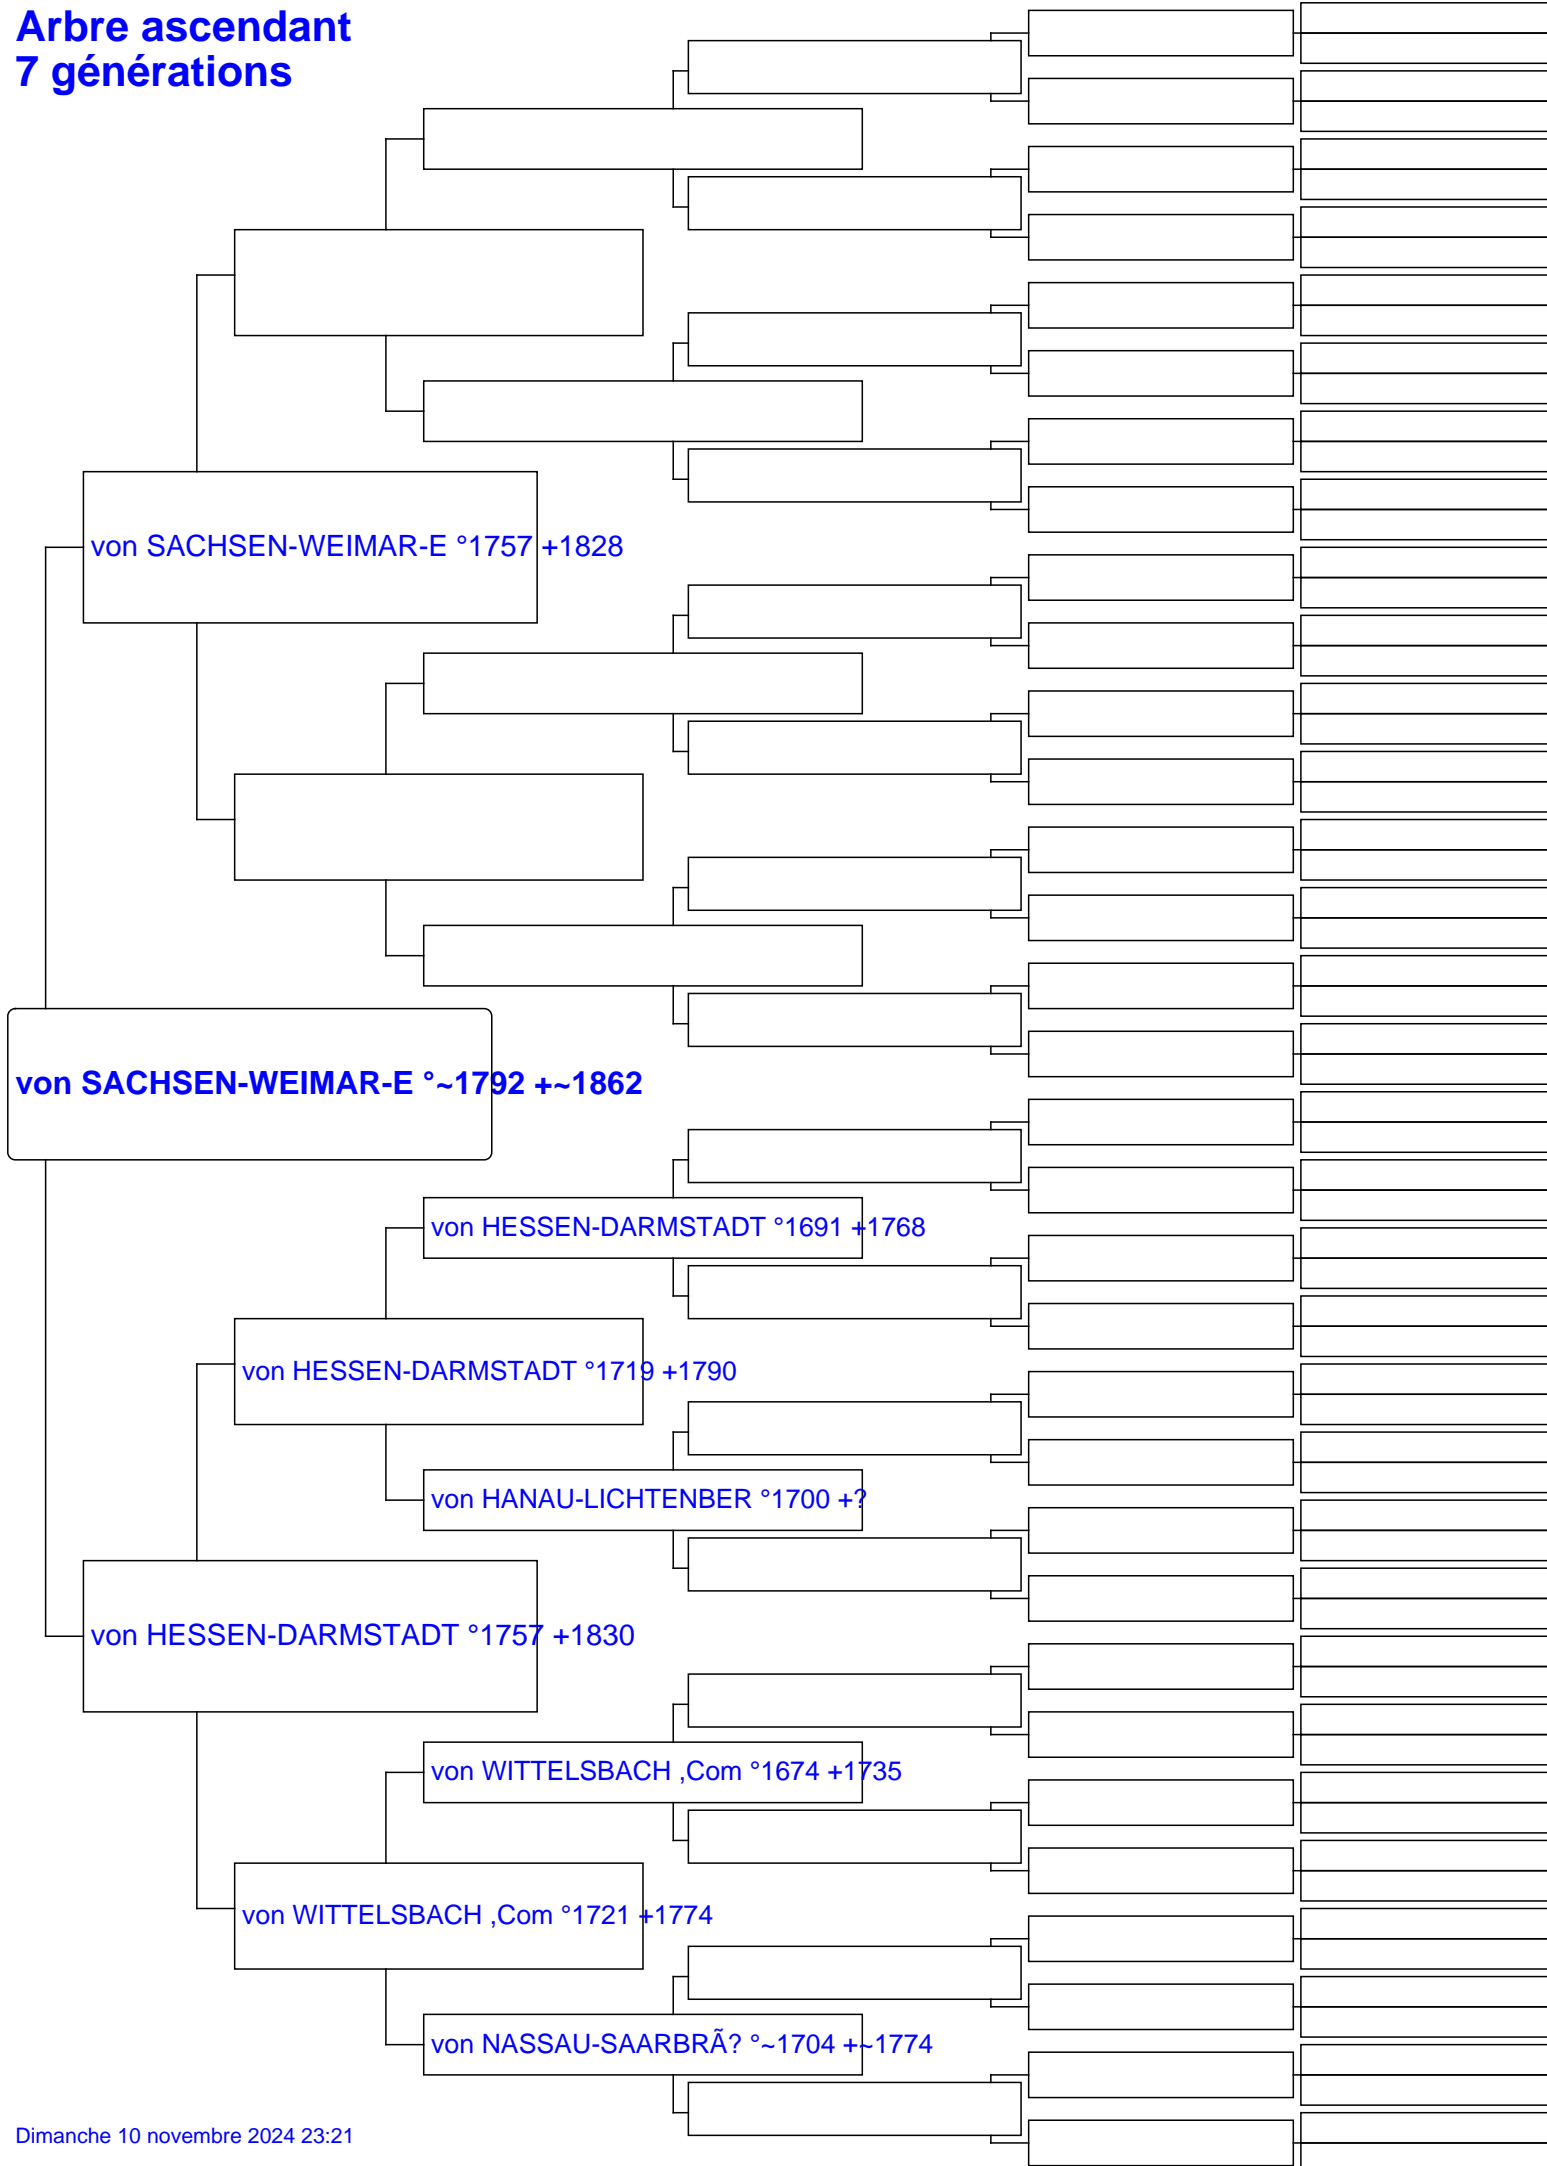 Arbre ascendant
7 générations
von SACHSEN-WEIMAR-E °1757 +1828
von SACHSEN-WEIMAR-E °~1792 +~1862
von HESSEN-DARMSTADT °1691 +1768
von HESSEN-DARMSTADT °1719 +1790
von HANAU-LICHTENBER °1700 +?
von HESSEN-DARMSTADT °1757 +1830
von WITTELSBACH ,Com °1674 +1735
von WITTELSBACH ,Com °1721 +1774
von NASSAU-SAARBRÃ? °~1704 +~1774
Dimanche 10 novembre 2024 23:21